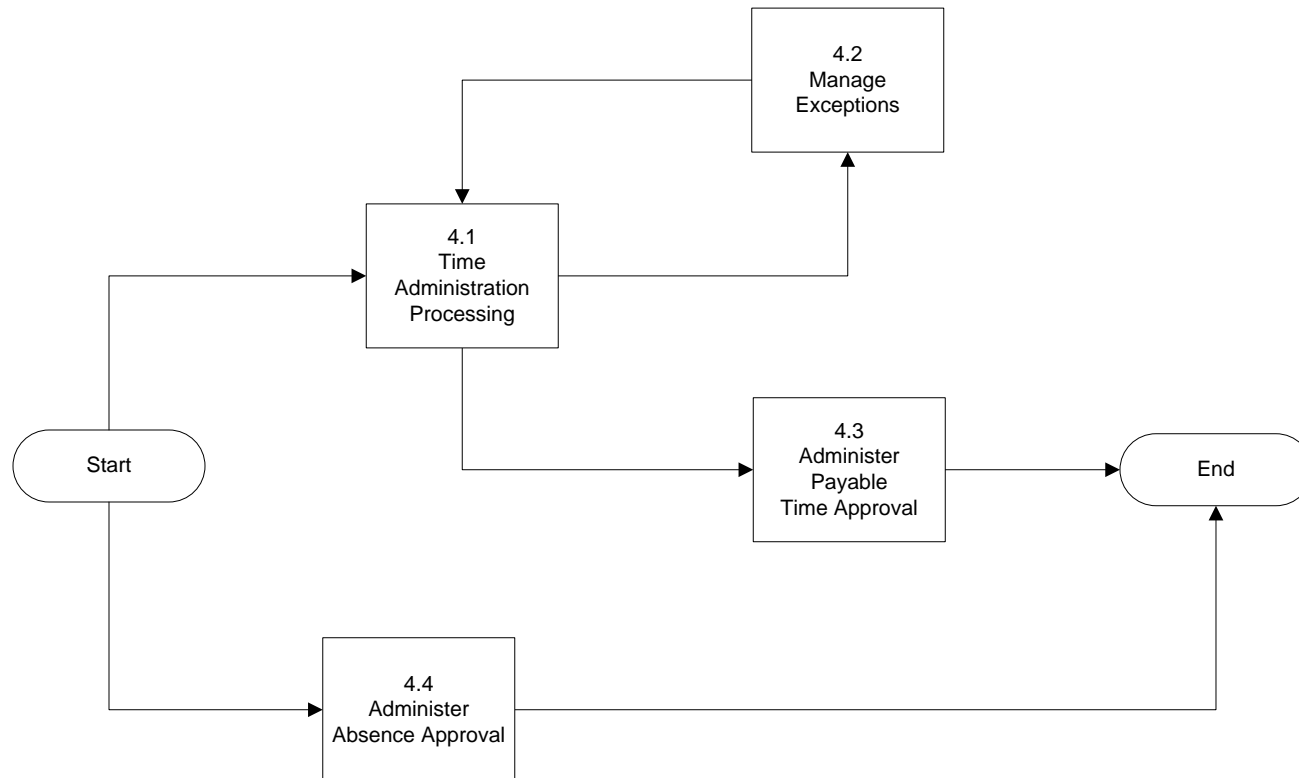 4.2
Manage
Exceptions
4.1
Time
Administration
Processing
4.3
Administer
Payable
Time Approval
Start
End
4.4
Administer
Absence Approval